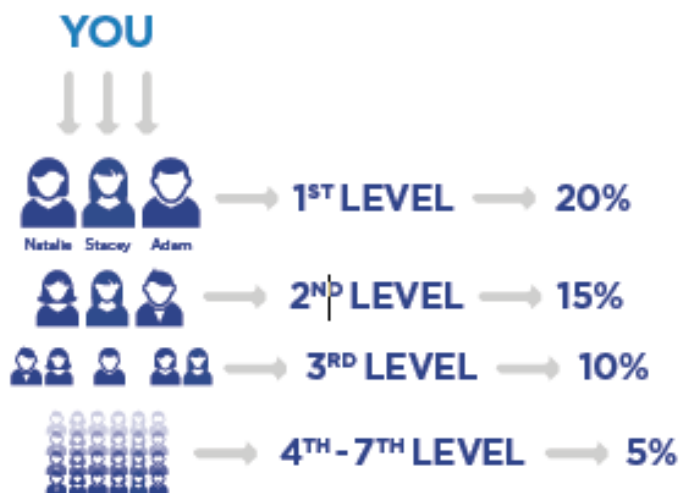 YOU
Natalie Stacey Adam
1ST LEVEL 20%
2ND LEVEL 15%
3RD LEVEL 10%
4TH - 7TH LEVEL 5%